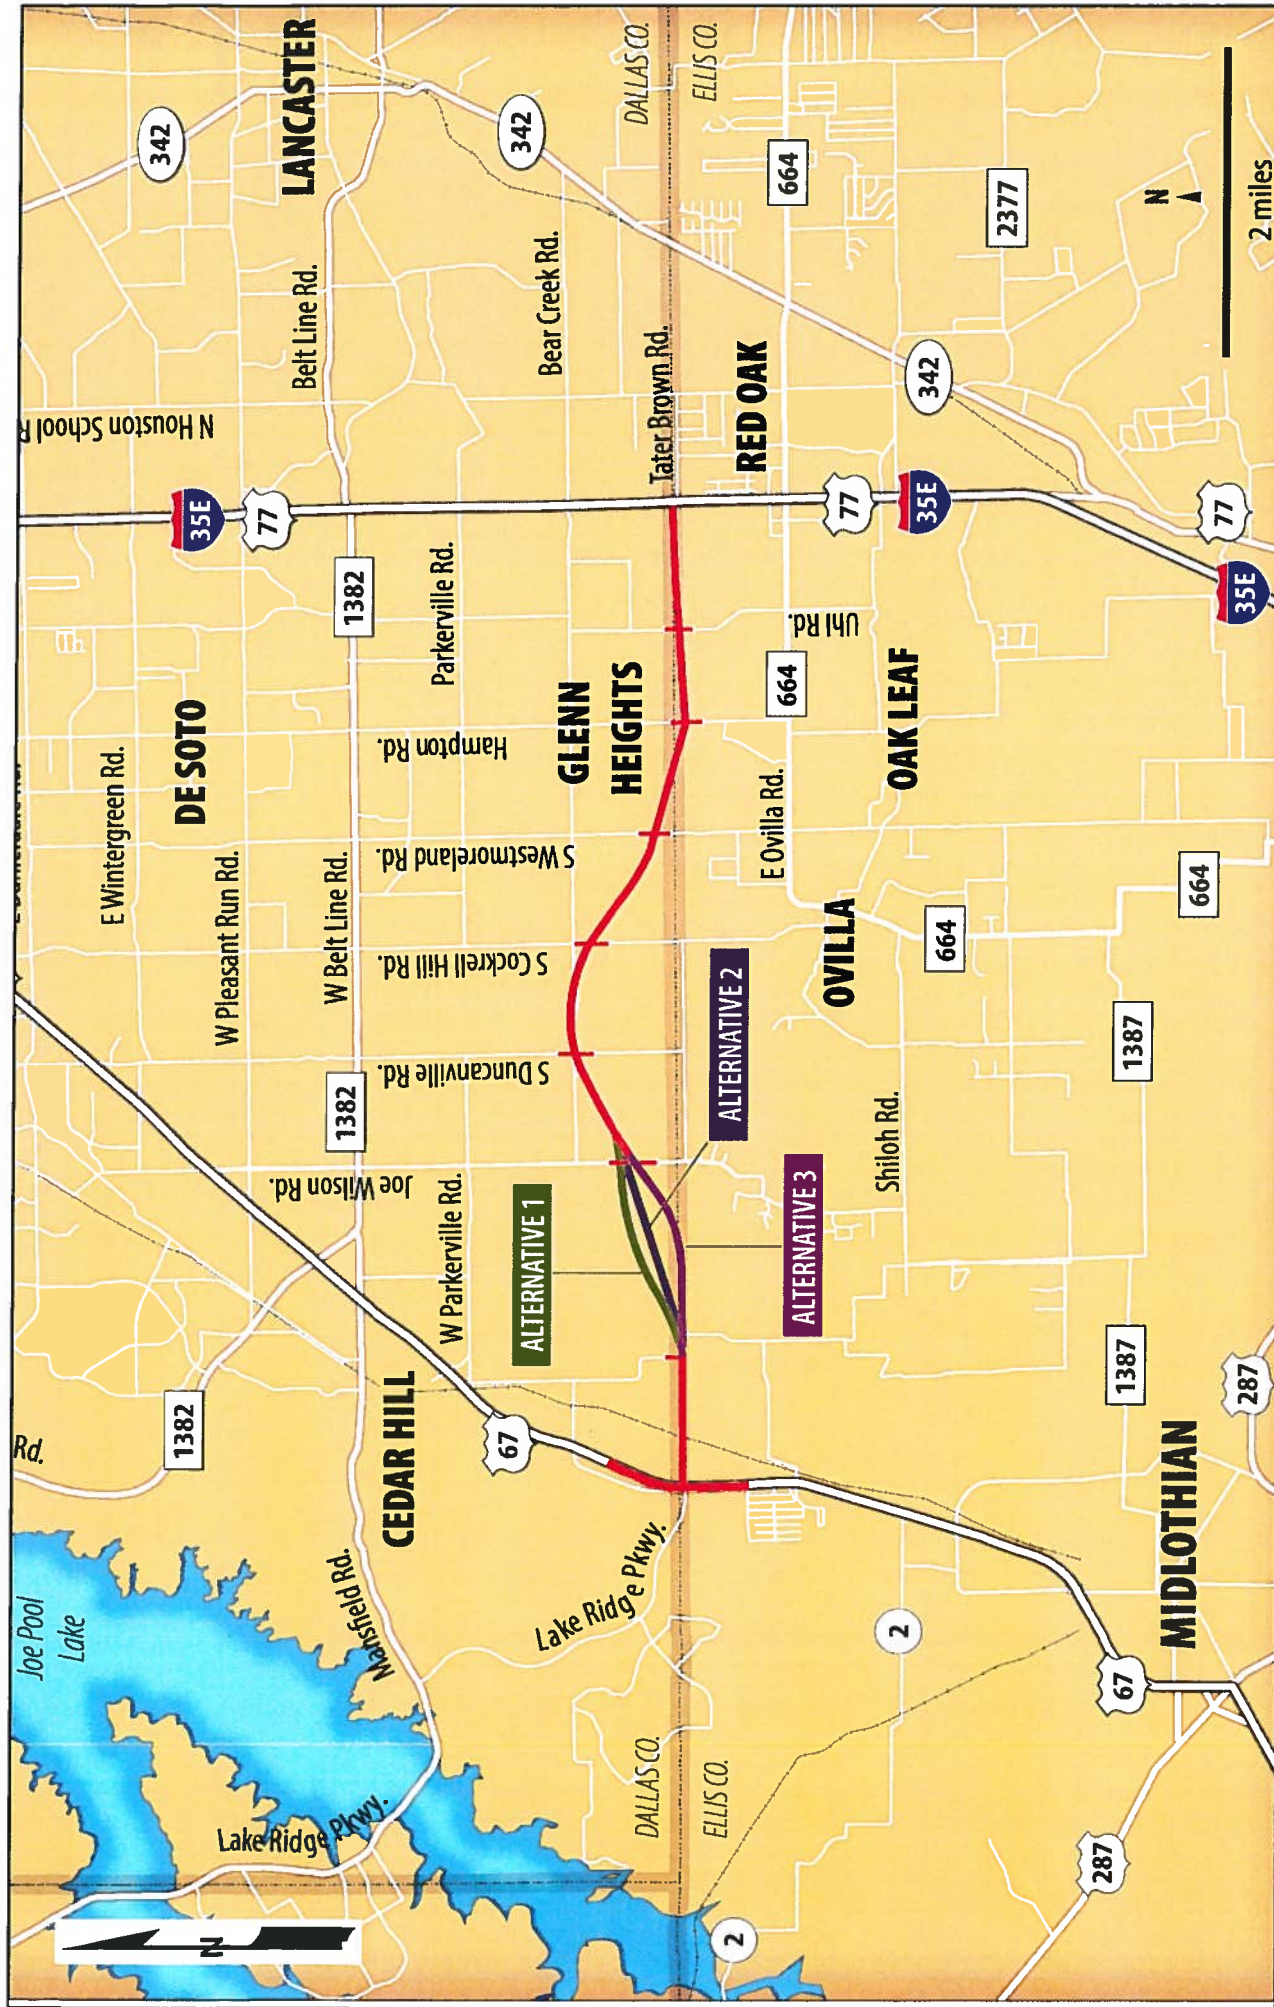 Joe Pool
Lake
Rd.
E Wintergreen Rd.
N Houston School R
342
LANCASTER
1382
DE SOTO
35E
77
W Pleasant Run Rd.
Lake Ridge Pkwy.
Joe Wilson Rd.
1382
W Belt Line Rd.
1382
Belt Line Rd.
Mansfield Rd.
CEDAR HILL
W Parkerville Rd.
S Duncanville Rd.
S Cockrell Hill Rd.
S Westmoreland Rd.
Hampton Rd.
Parkerville Rd.
67
ALTERNATIVE 1
GLENN
HEIGHTS
Bear Creek Rd.
342
Lake Ridge Pkwy.
DALLAS CO.
ELLIS CO.
Tater Brown Rd.
DALLAS CO.
ELLIS CO.
ALTERNATIVE 2
ALTERNATIVE 3
E Ovilla Rd.
664
Uhl Rd.
RED OAK
664
2
2
OVILLA
77
Shiloh Rd.
664
OAK LEAF
35E
342
2377
287
67
1387
1387
MIDLOTHIAN
287
664
35E
77
N
N
2 miles